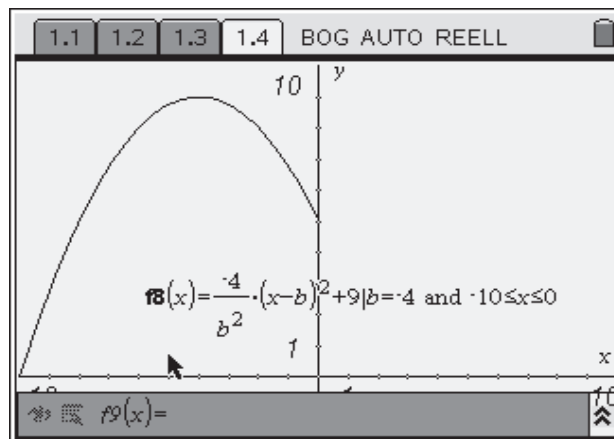 1.1 1.2 1.3 1.4 BOG AUTO REELL
10 y
f8(x)=-4/b²·(x-b)²+9|b=-4 and -10≤x≤0
1
x
f9(x)=